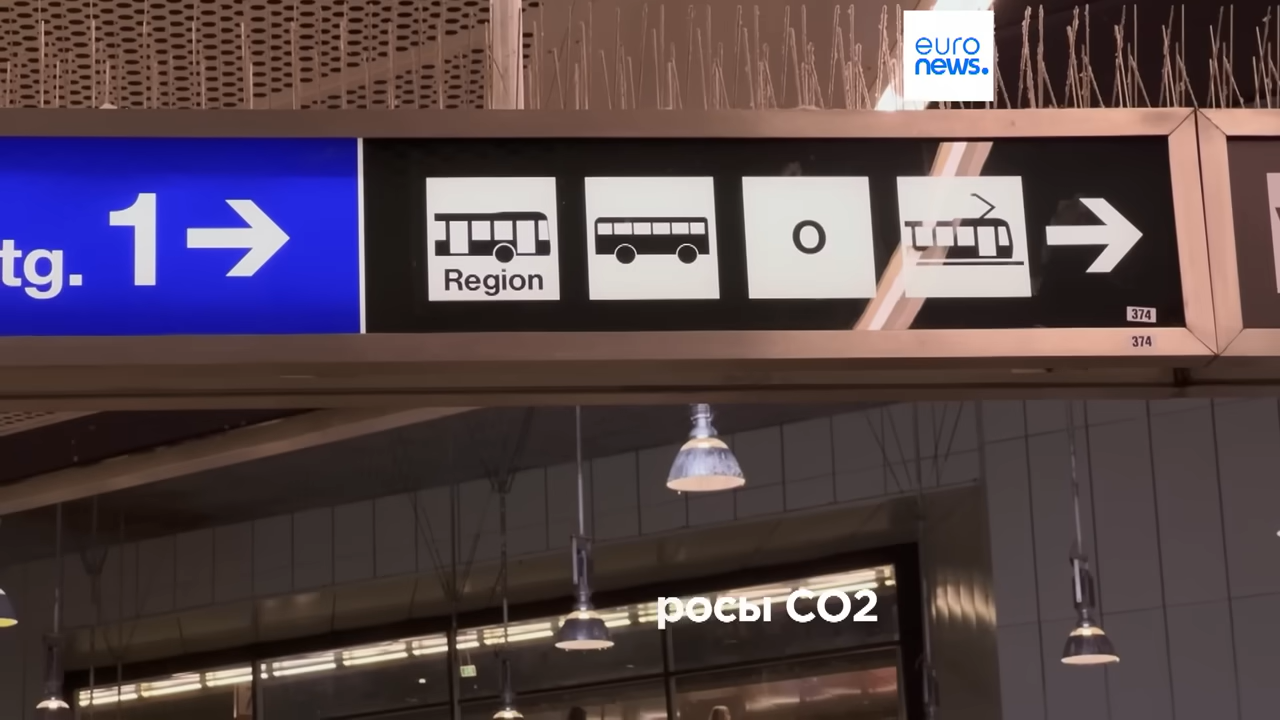 euro
news.
tg. 1
Region
O
374
374
росы CO2